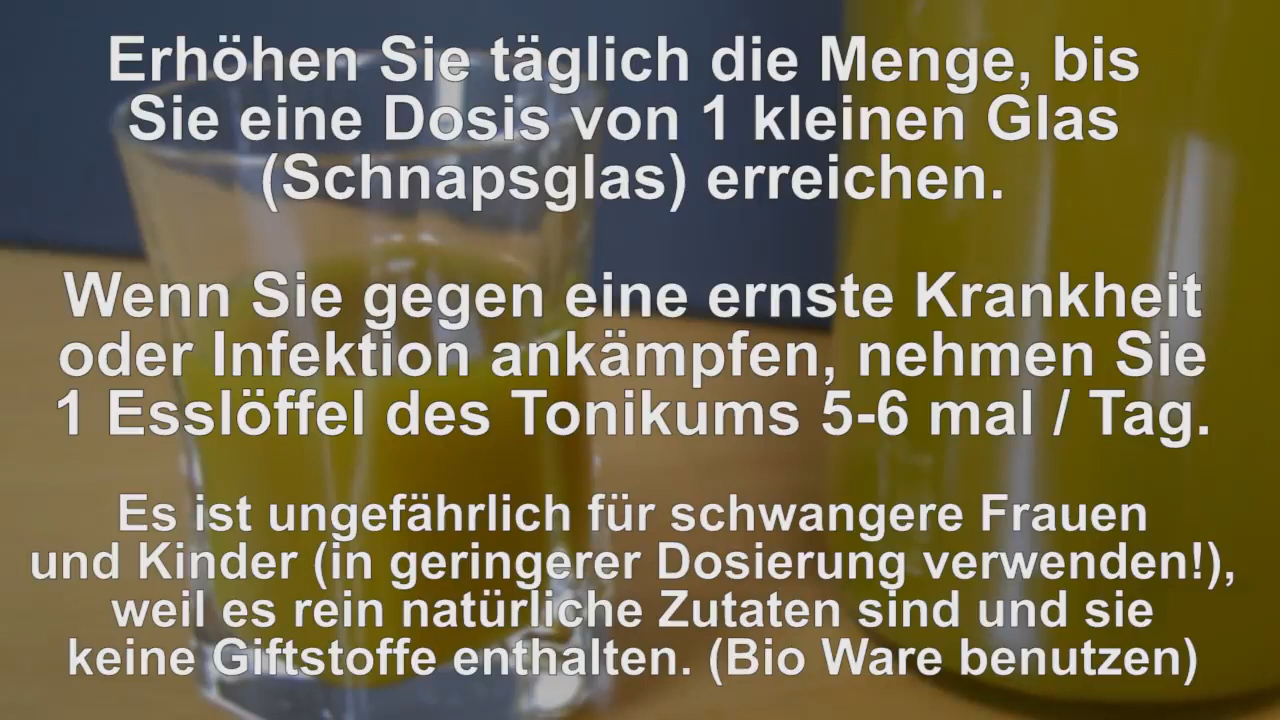 Erhöhen Sie täglich die Menge, bis
Sie eine Dosis von 1 kleinen Glas
(Schnapsglas) erreichen.
Wenn Sie gegen eine ernste Krankheit
oder Infektion ankämpfen, nehmen Sie
1 Esslöffel des Tonikums 5-6 mal / Tag.
Es ist ungefährlich für schwangere Frauen
und Kinder (in geringerer Dosierung verwenden!),
weil es rein natürliche Zutaten sind und sie
keine Giftstoffe enthalten. (Bio Ware benutzen)